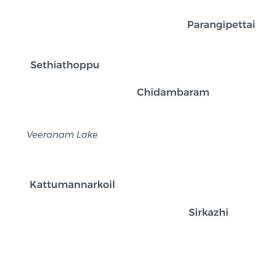 Parangipettai
Sethiathoppu
Chidambaram
Veeranam Lake
Kattumannarkoil
Sirkazhi